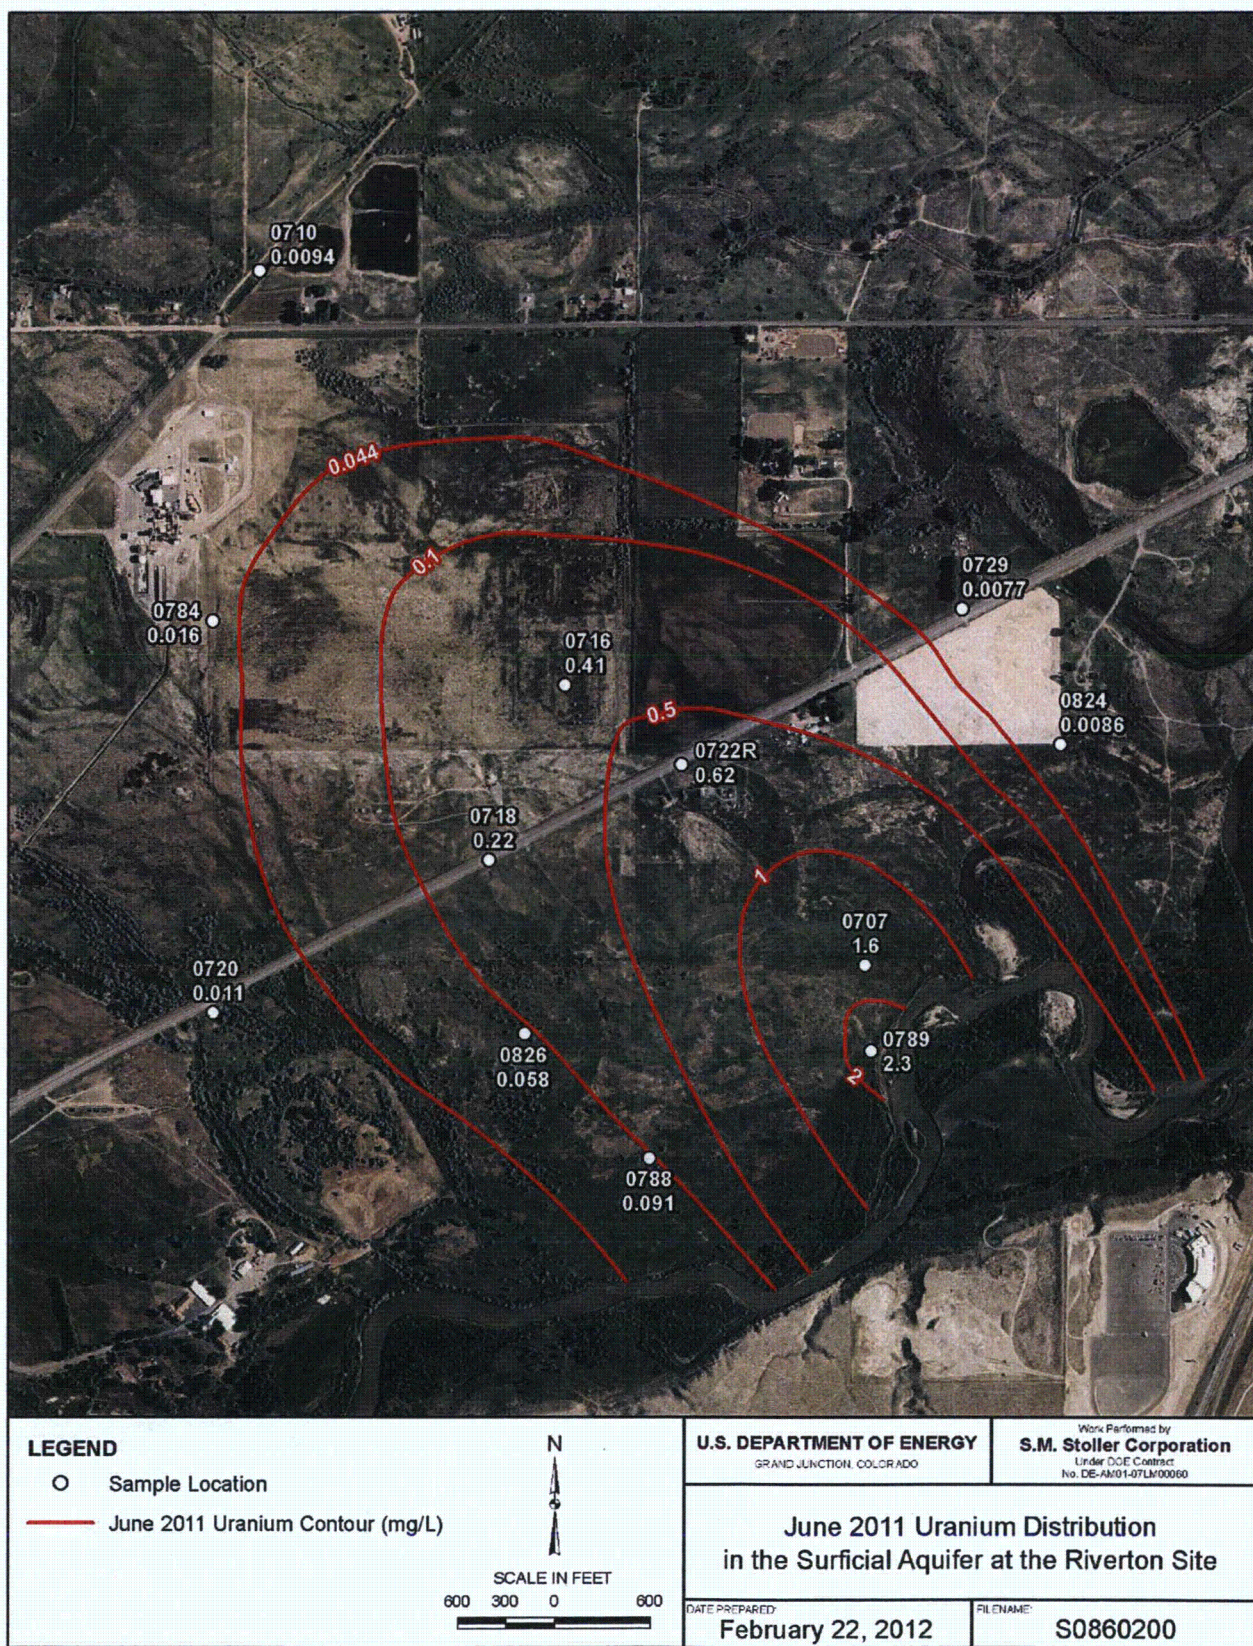 0710
0.0094
0.044
0.1
0729
0.0077
0784
0.016
0716
0.41
0824
0.0086
0.5
0722R
0.62
0718
0.22
1
0707
1.6
0720
0.011
0826
0.058
0789
2.3
2
0788
0.091
LEGEND
Sample Location
June 2011 Uranium Contour (mg/L)
N
SCALE IN FEET
600 300 0 600
U.S. DEPARTMENT OF ENERGY
GRAND JUNCTION, COLORADO
Work Performed by
S.M. Stoller Corporation
Under DOE Contract
No. DE-AM01-07LM00060
June 2011 Uranium Distribution
in the Surficial Aquifer at the Riverton Site
DATE PREPARED:
February 22, 2012
FILENAME:
S0860200